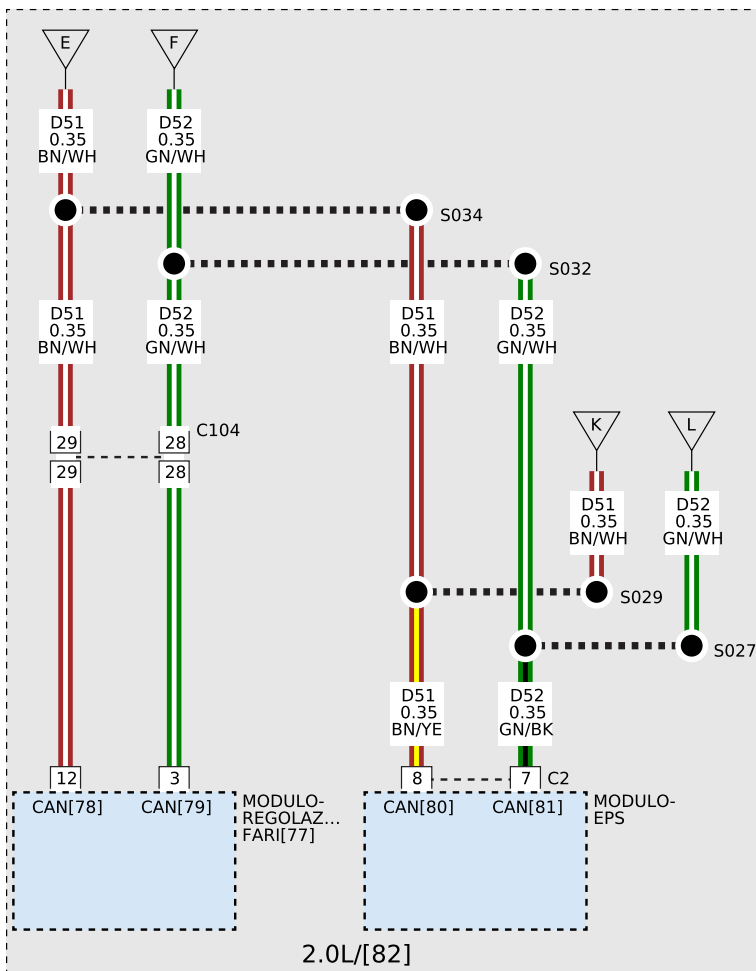 E
F
D51
0.35
BN/WH
D52
0.35
GN/WH
S034
S032
D51
0.35
BN/WH
D52
0.35
GN/WH
D51
0.35
BN/WH
D52
0.35
GN/WH
K
L
29
28
C104
29
28
D51
0.35
BN/WH
D52
0.35
GN/WH
S029
S027
D51
0.35
BN/YE
D52
0.35
GN/BK
12
3
8
7
C2
CAN[78]
CAN[79]
MODULO-
REGOLAZ...
FARI[77]
CAN[80]
CAN[81]
MODULO-
EPS
2.0L/[82]